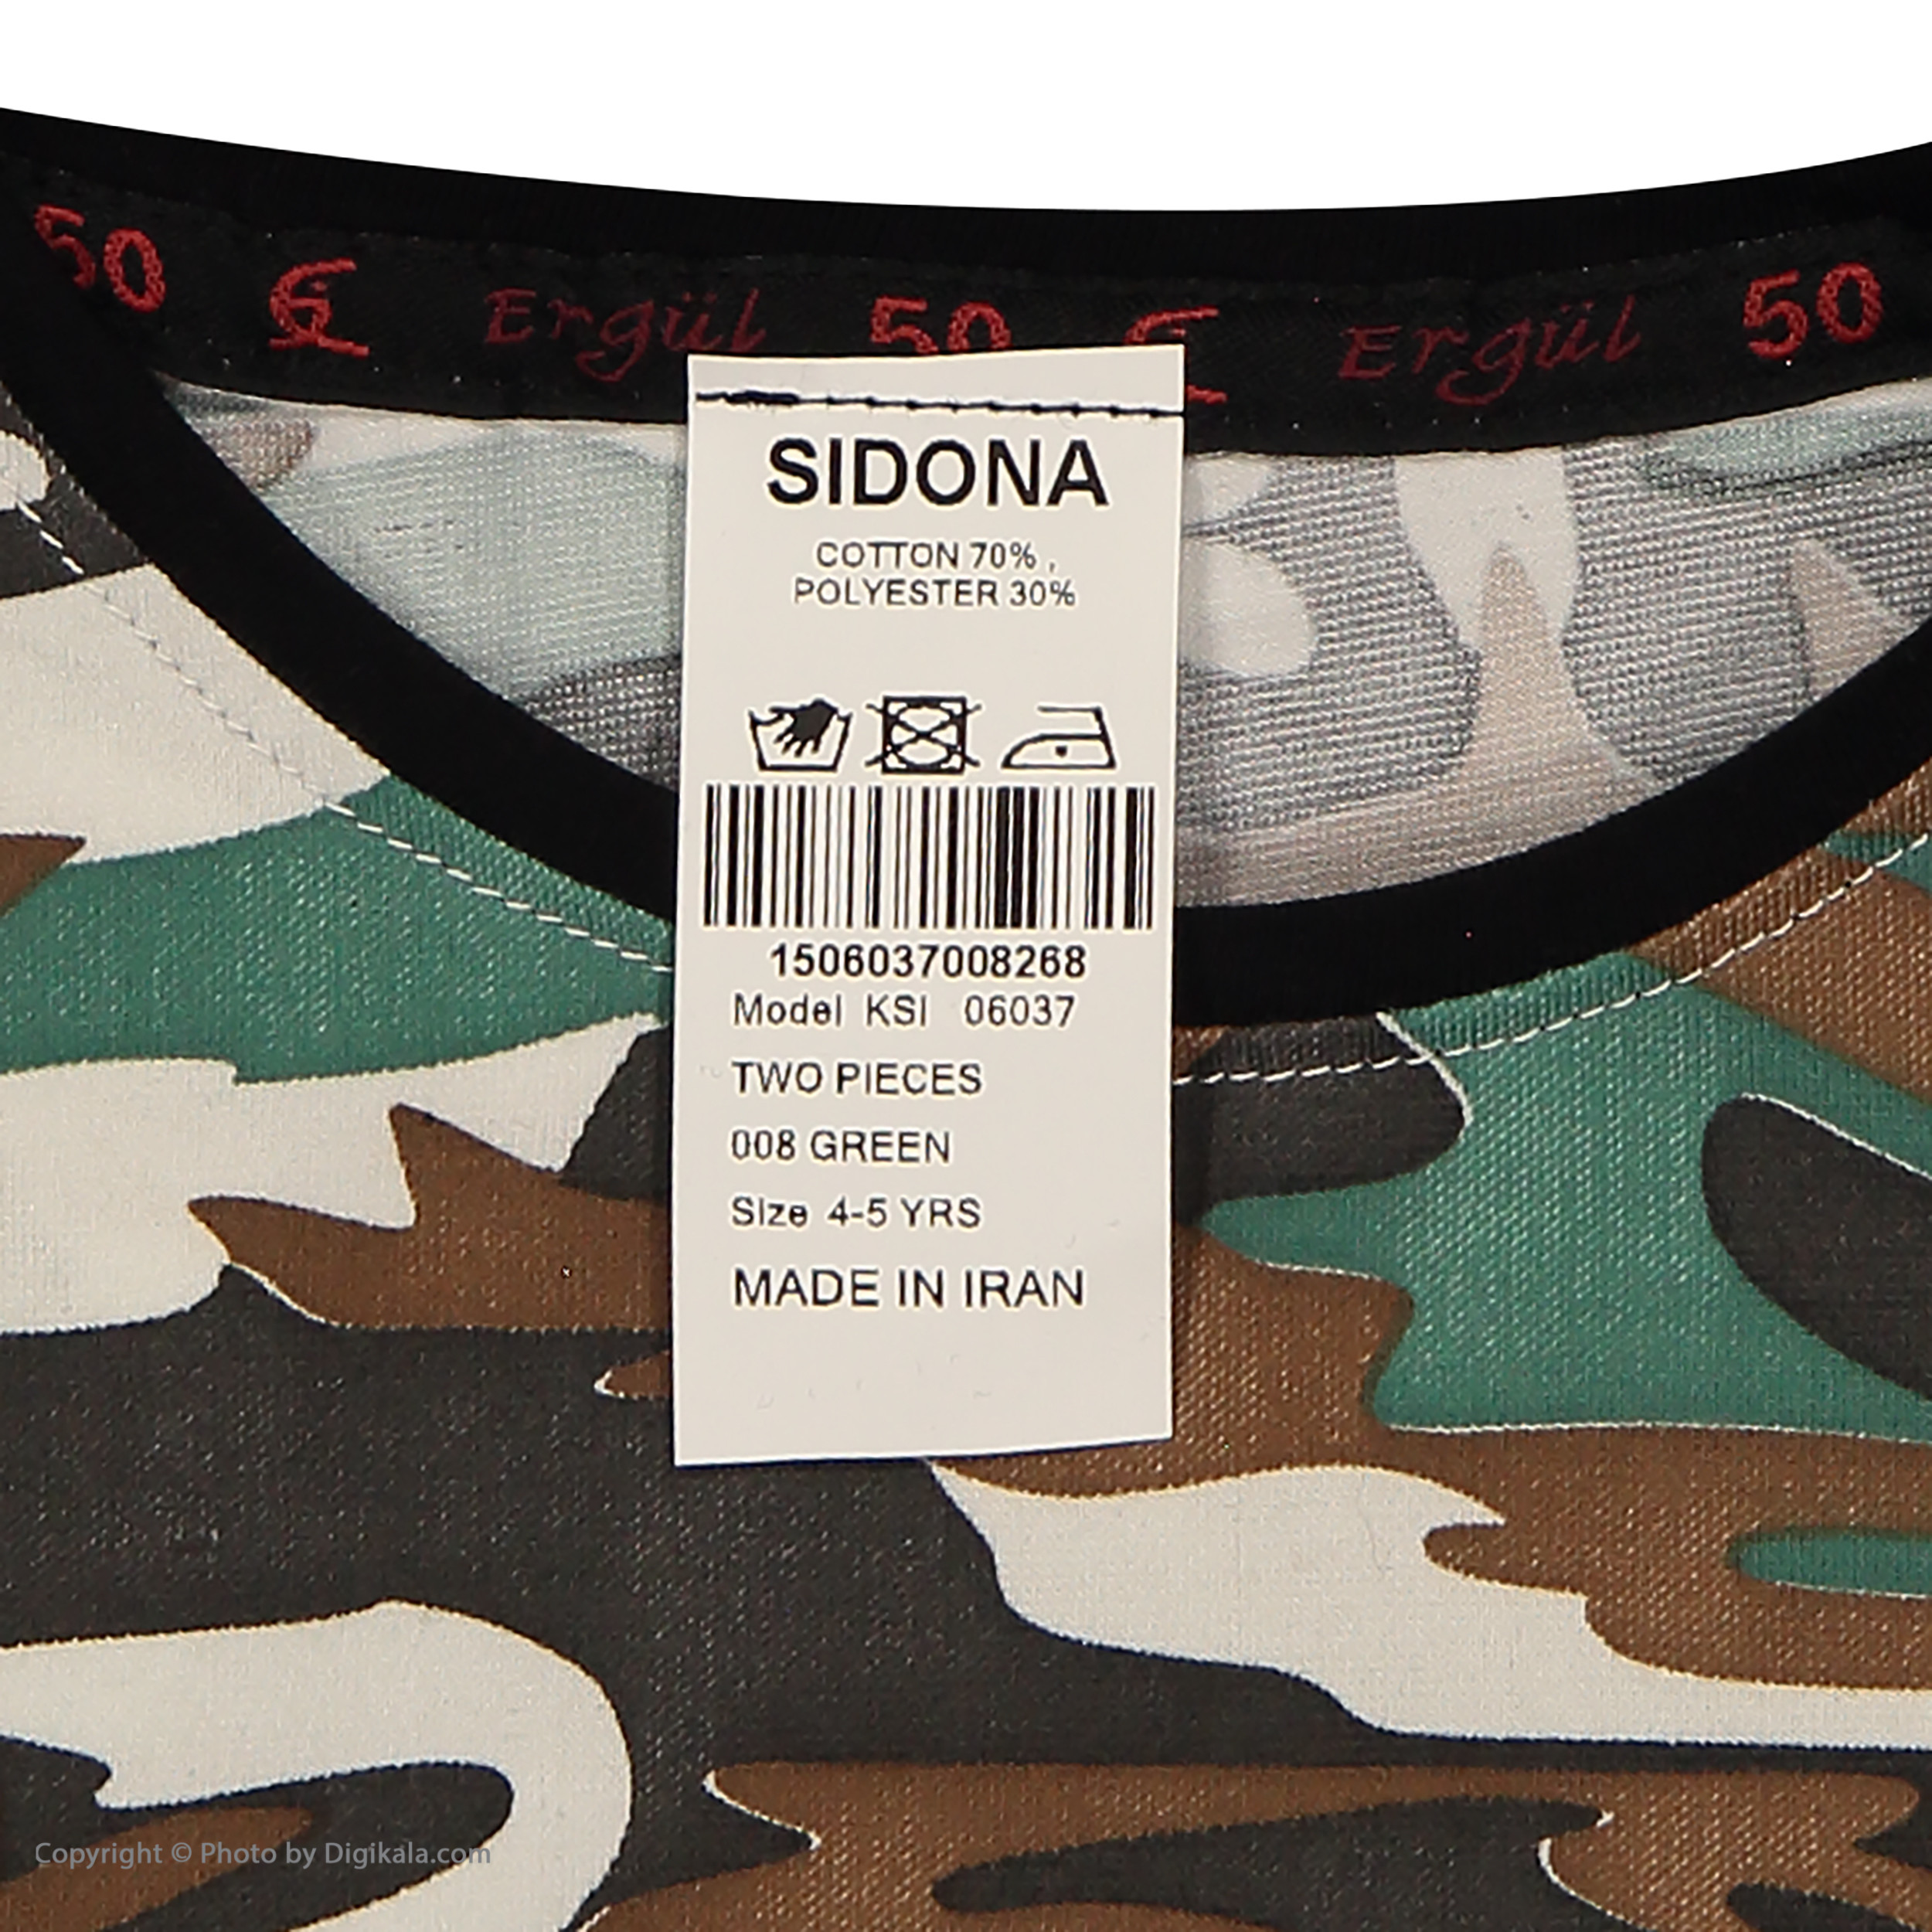 50 Ergül 50 Ergül 50
SIDONA
COTTON 70% ,
POLYESTER 30%
1506037008268
Model KSI 06037
TWO PIECES
008 GREEN
Size 4-5 YRS
MADE IN IRAN
Copyright © Photo by Digikala.com